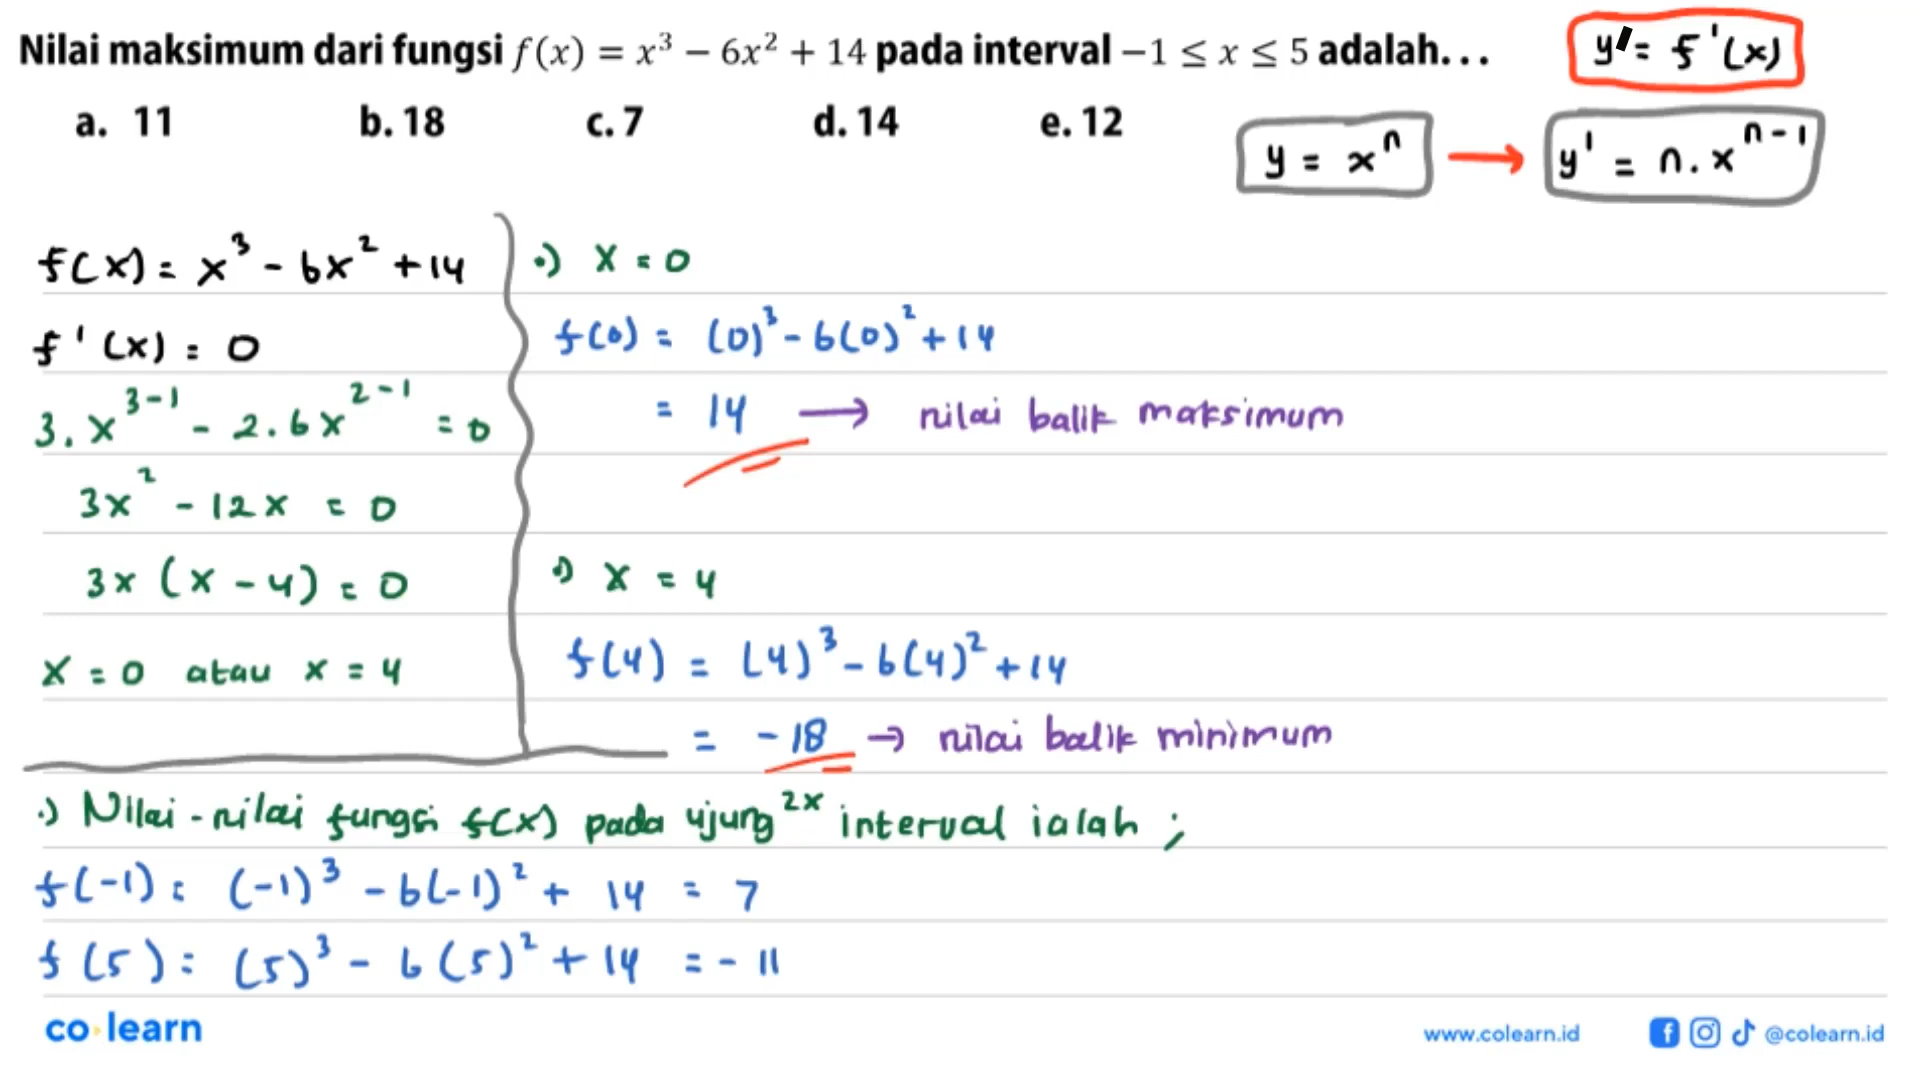 Nilai maksimum dari fungsi f(x) = x³ − 6x² + 14 pada interval −1 ≤ x ≤ 5 adalah. . .
y' = f'(x)
a. 11 b. 18 c. 7 d. 14 e. 12
y = xⁿ → y' = n.xⁿ⁻¹
f(x) = x³ - 6x² + 14
f'(x) = 0
3.x³⁻¹ - 2.6x²⁻¹ = 0
3x² - 12x = 0
3x (x - 4) = 0
x = 0 atau x = 4
•) x = 0
f(0) = (0)³ - 6(0)² + 14
= 14 → nilai balik maksimum
•) x = 4
f(4) = (4)³ - 6(4)² + 14
= -18 → nilai balik minimum
•) Nilai-nilai fungsi f(x) pada ujung²ˣ interval ialah ;
f(-1) = (-1)³ - 6(-1)² + 14 = 7
f(5) = (5)³ - 6(5)² + 14 = -11
co learn
www.colearn.id @colearn.id